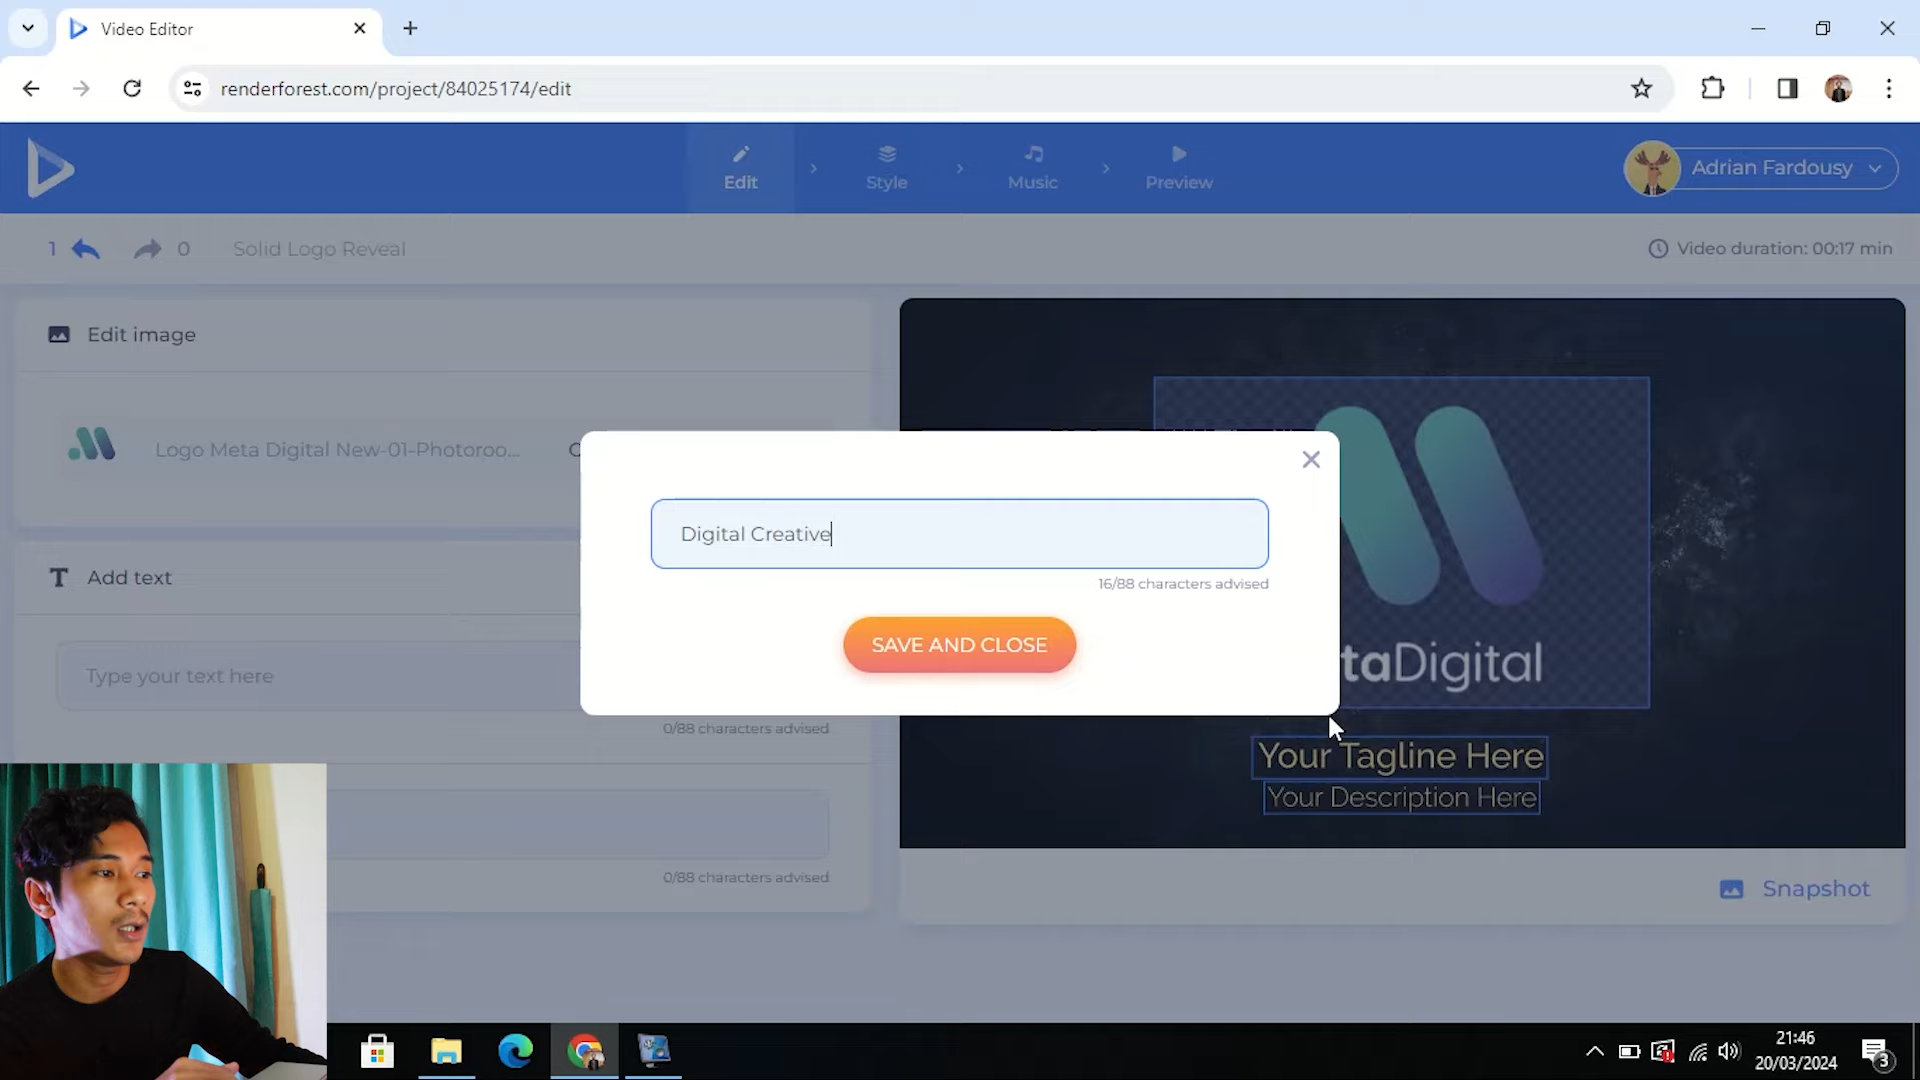 Video Editor
renderforest.com/project/84025174/edit
Edit
Style
Music
Preview
Adrian Fardousy
1
0
Solid Logo Reveal
Video duration: 00:17 min
Edit image
Logo Meta Digital New-01-Photoroo...
Digital Creative
16/88 characters advised
SAVE AND CLOSE
taDigital
Add text
Type your text here
0/88 characters advised
Your Tagline Here
Your Description Here
0/88 characters advised
Snapshot
21:46
20/03/2024
3